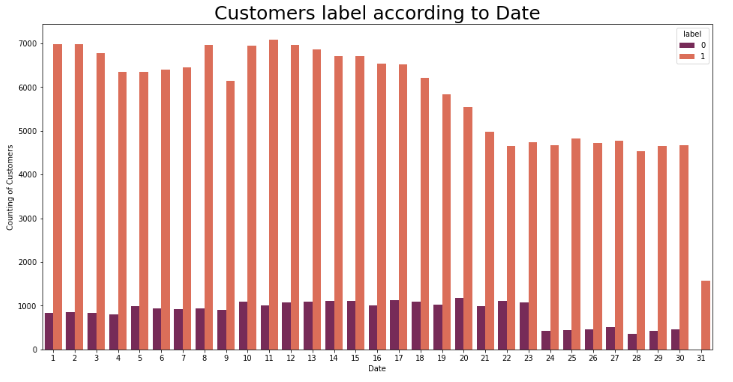 Customers label according to Date
label
0
1
7000
6000
5000
4000
3000
2000
1000
0
Counting of Customers
1 2 3 4 5 6 7 8 9 10 11 12 13 14 15 16 17 18 19 20 21 22 23 24 25 26 27 28 29 30 31
Date